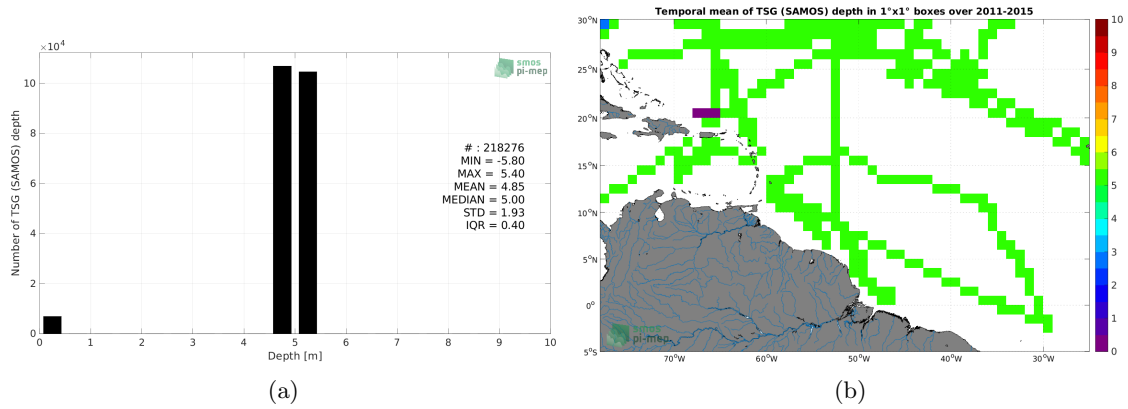 ×10⁴
10
8
6
4
2
0
Number of TSG (SAMOS) depth
smos
pi-mep
# : 218276
MIN = -5.80
MAX = 5.40
MEAN = 4.85
MEDIAN = 5.00
STD = 1.93
IQR = 0.40
0 1 2 3 4 5 6 7 8 9 10
Depth [m]
(a)
Temporal mean of TSG (SAMOS) depth in 1°x1° boxes over 2011-2015
30°N
25°N
20°N
15°N
10°N
5°N
0°
5°S
70°W 60°W 50°W 40°W 30°W
smos
pi-mep
10
9
8
7
6
5
4
3
2
1
0
(b)